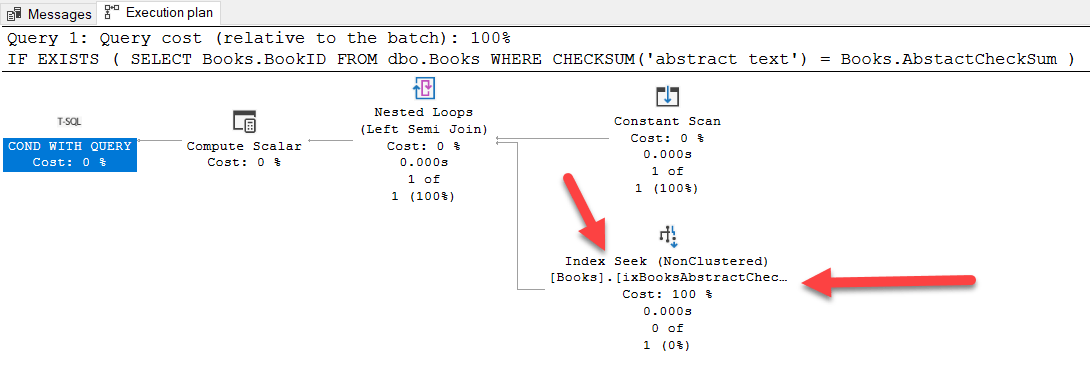 Messages Execution plan
Query 1: Query cost (relative to the batch): 100%
IF EXISTS ( SELECT Books.BookID FROM dbo.Books WHERE CHECKSUM('abstract text') = Books.AbstactCheckSum )
T-SQL
COND WITH QUERY
Cost: 0 %
Compute Scalar
Cost: 0 %
Nested Loops
(Left Semi Join)
Cost: 0 %
0.000s
1 of
1 (100%)
Constant Scan
Cost: 0 %
0.000s
1 of
1 (100%)
Index Seek (NonClustered)
[Books].[ixBooksAbstractChec…
Cost: 100 %
0.000s
0 of
1 (0%)